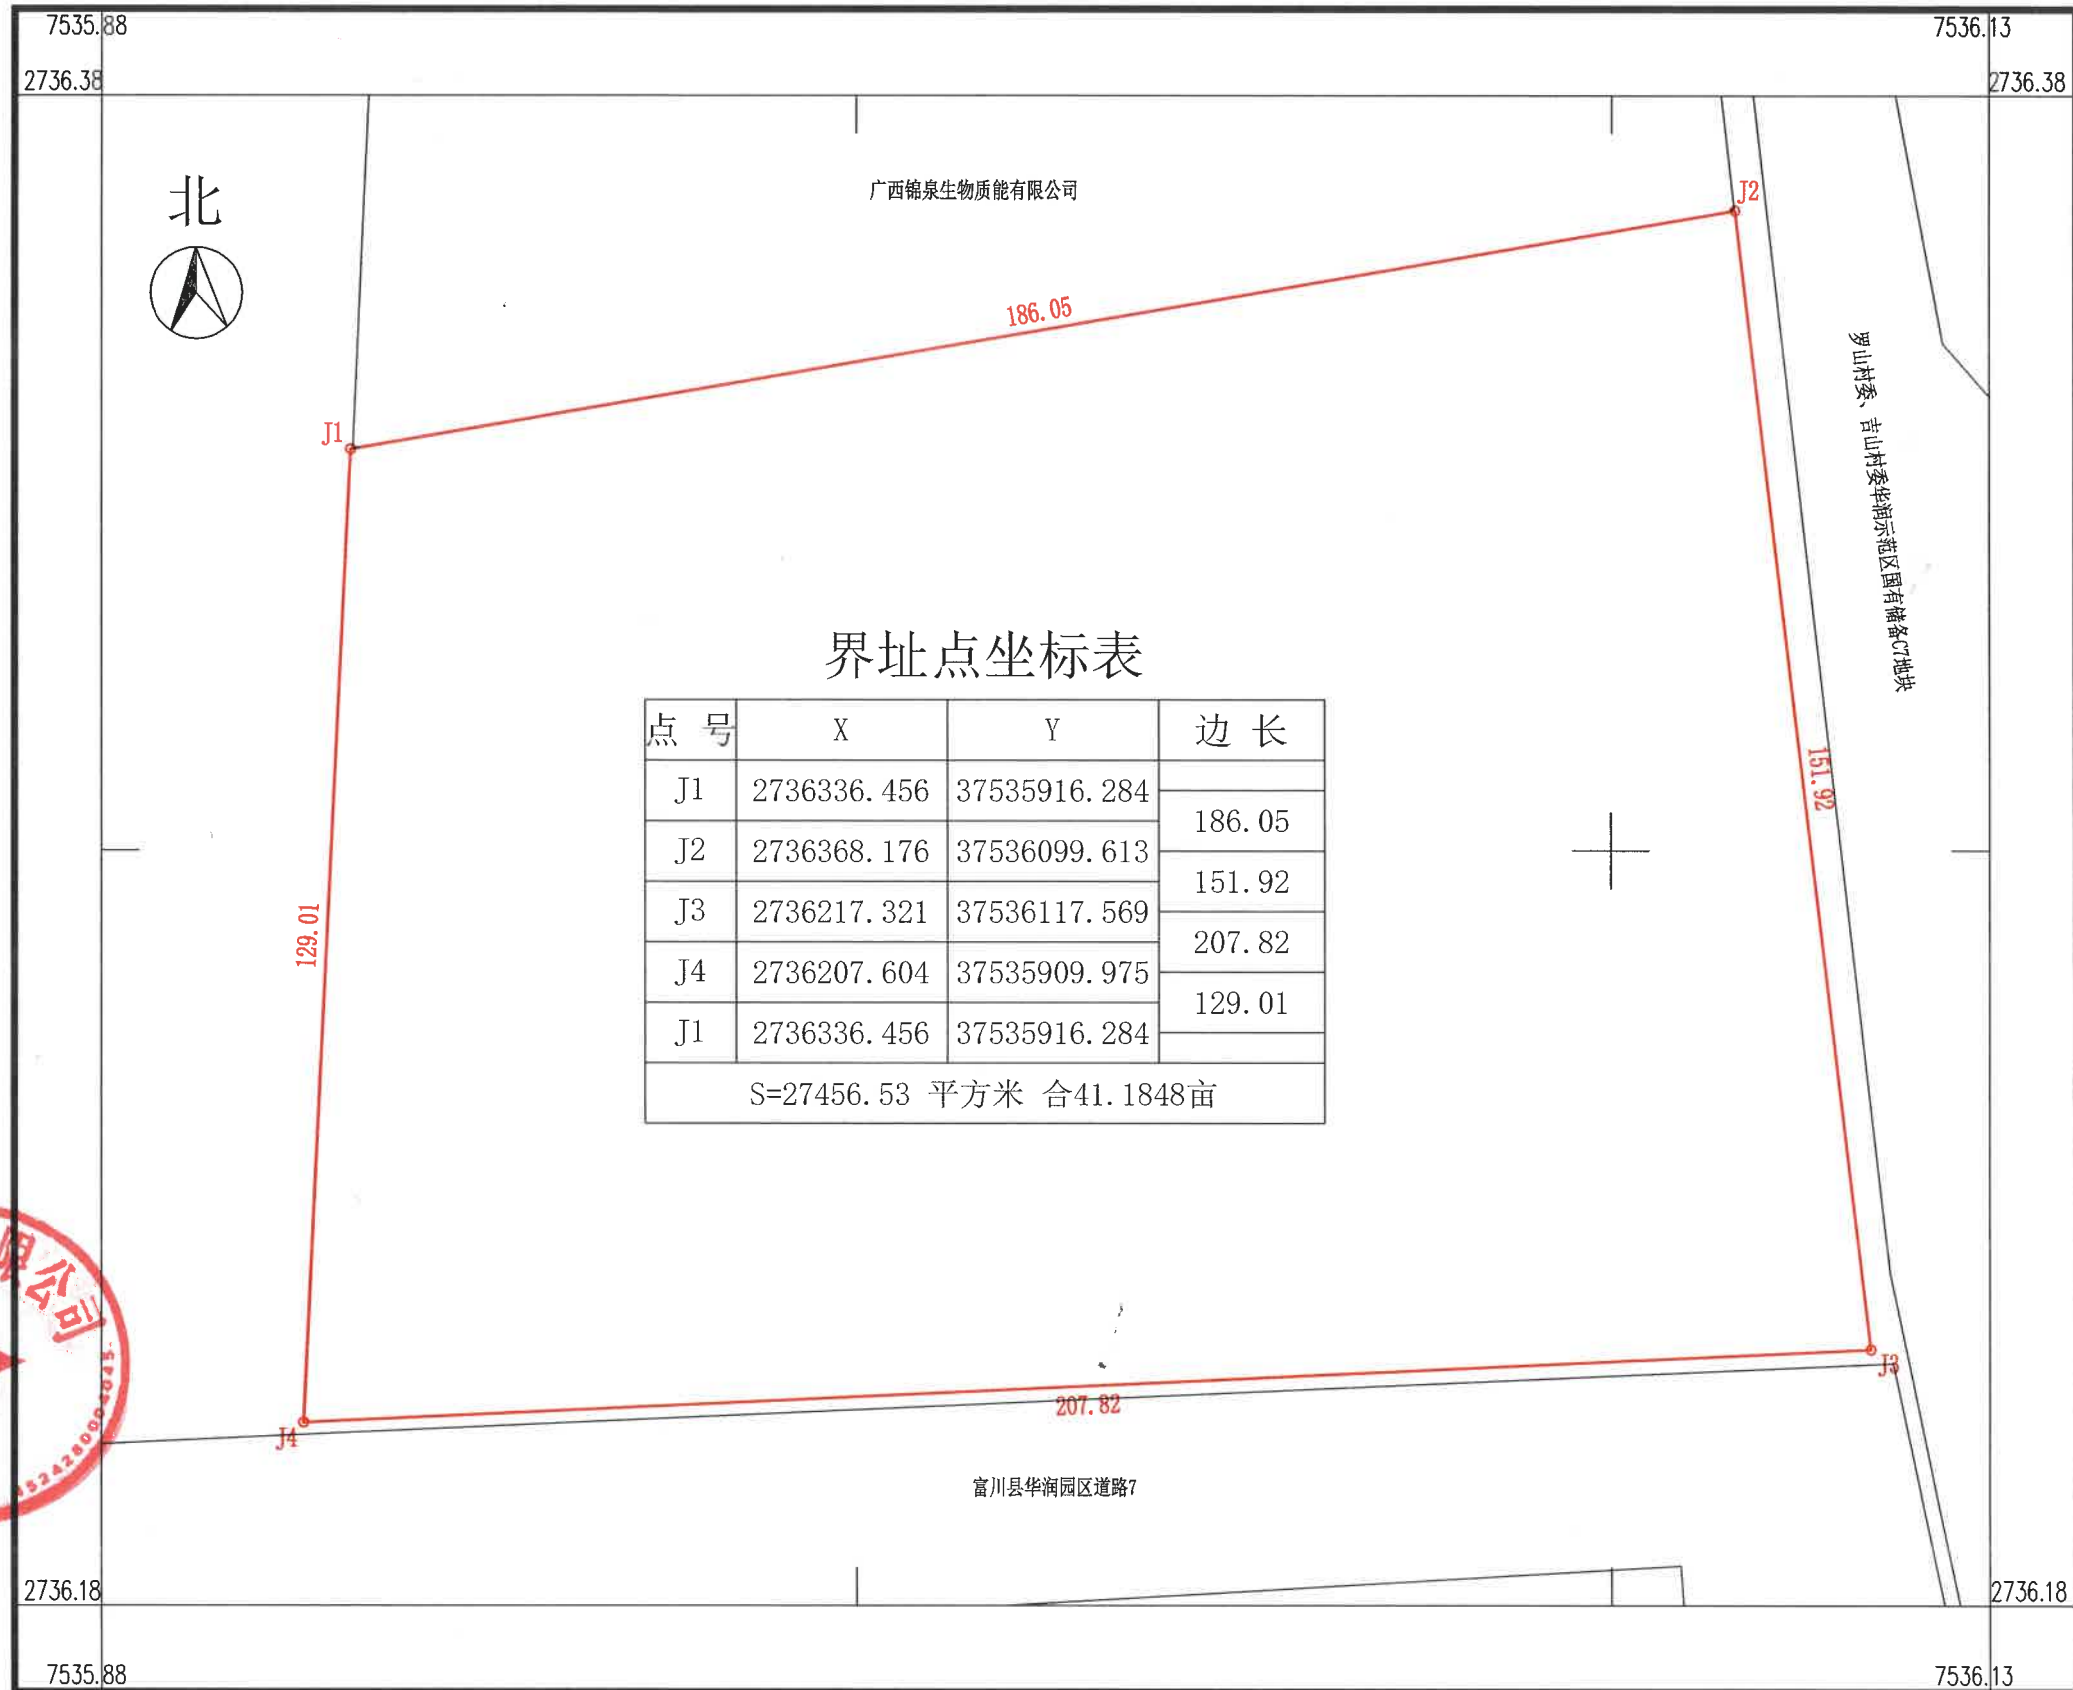 7535.88
7536.13
2736.38
2736.38
北
广西锦泉生物质能有限公司
J2
186.05
J1
罗山村委、吉山村委华润示范区国有储备C7地块
151.92
129.01
界址点坐标表
点 号 X Y 边 长
J1 2736336.456 37535916.284
186.05
J2 2736368.176 37536099.613
151.92
J3 2736217.321 37536117.569
207.82
J4 2736207.604 37535909.975
129.01
J1 2736336.456 37535916.284
S=27456.53 平方米 合41.1848亩
限公司
J3
207.82
J4
富川县华润园区道路7
2736.18
2736.18
7535.88
7536.13